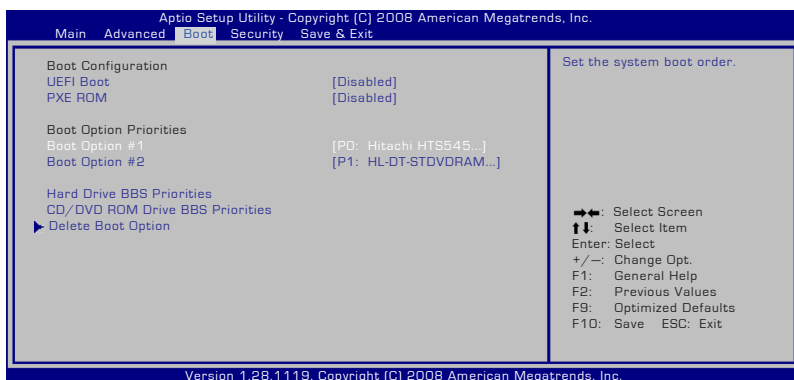 Aptio Setup Utility - Copyright (C) 2008 American Megatrends, Inc.
Main Advanced Boot Security Save & Exit
Boot Configuration
UEFI Boot [Disabled]
PXE ROM [Disabled]
Boot Option Priorities
Boot Option #1 [P0: Hitachi HTS545...]
Boot Option #2 [P1: HL-DT-STDVDRAM...]
Hard Drive BBS Priorities
CD/DVD ROM Drive BBS Priorities
Delete Boot Option
Set the system boot order.
→←: Select Screen
↑↓: Select Item
Enter: Select
+/—: Change Opt.
F1: General Help
F2: Previous Values
F9: Optimized Defaults
F10: Save ESC: Exit
Version 1.28.1119. Copyright (C) 2008 American Megatrends, Inc.